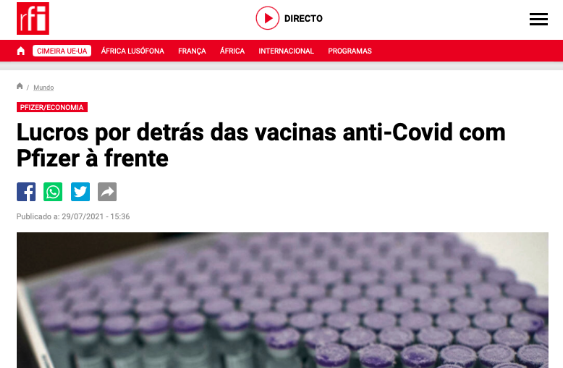 rfi
DIRECTO
CIMEIRA UE-UA ÁFRICA LUSÓFONA FRANÇA ÁFRICA INTERNACIONAL PROGRAMAS
/ Mundo
PFIZER/ECONOMIA
Lucros por detrás das vacinas anti-Covid com
Pfizer à frente
Publicado a: 29/07/2021 - 15:36